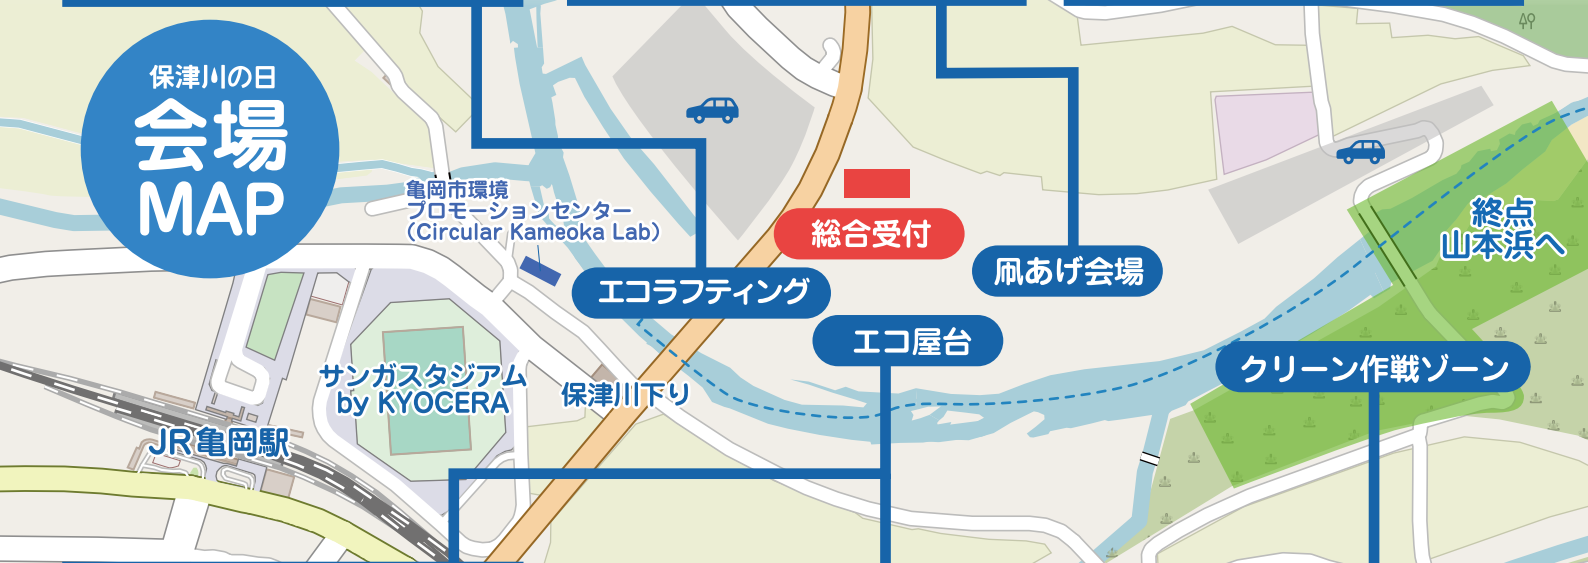 保津川の日
会場
MAP
亀岡市環境
プロモーションセンター
（Circular Kameoka Lab）
総合受付
凧あげ会場
エコラフティング
エコ屋台
終点
山本浜へ
クリーン作戦ゾーン
サンガスタジアム
by KYOCERA
保津川下り
JR亀岡駅